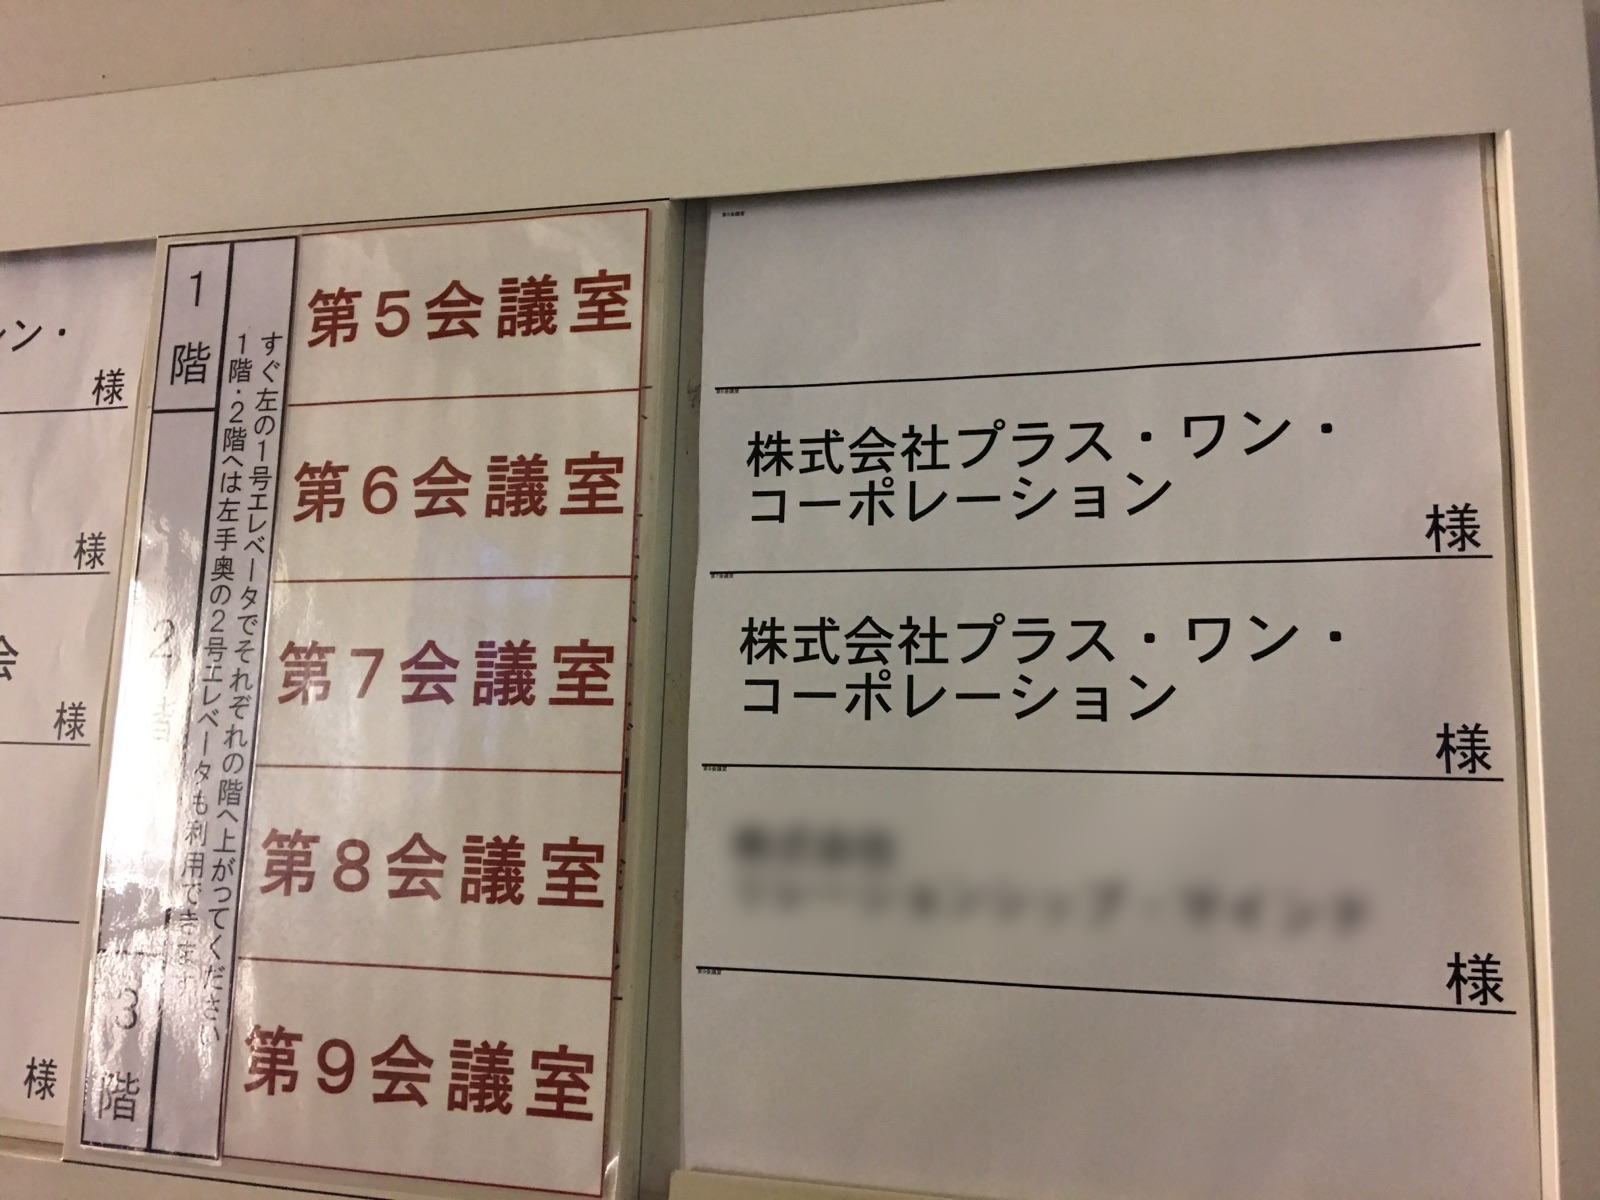 ン・
様
様
会
様
様
1階
2階
3階
すぐ左の1号エレベータでそれぞれの階へ上がってください
1階・2階へは左手奥の2号エレベータも利用できます
第5会議室
第6会議室
第7会議室
第8会議室
第9会議室
株式会社プラス・ワン・
コーポレーション
様
株式会社プラス・ワン・
コーポレーション
様
様